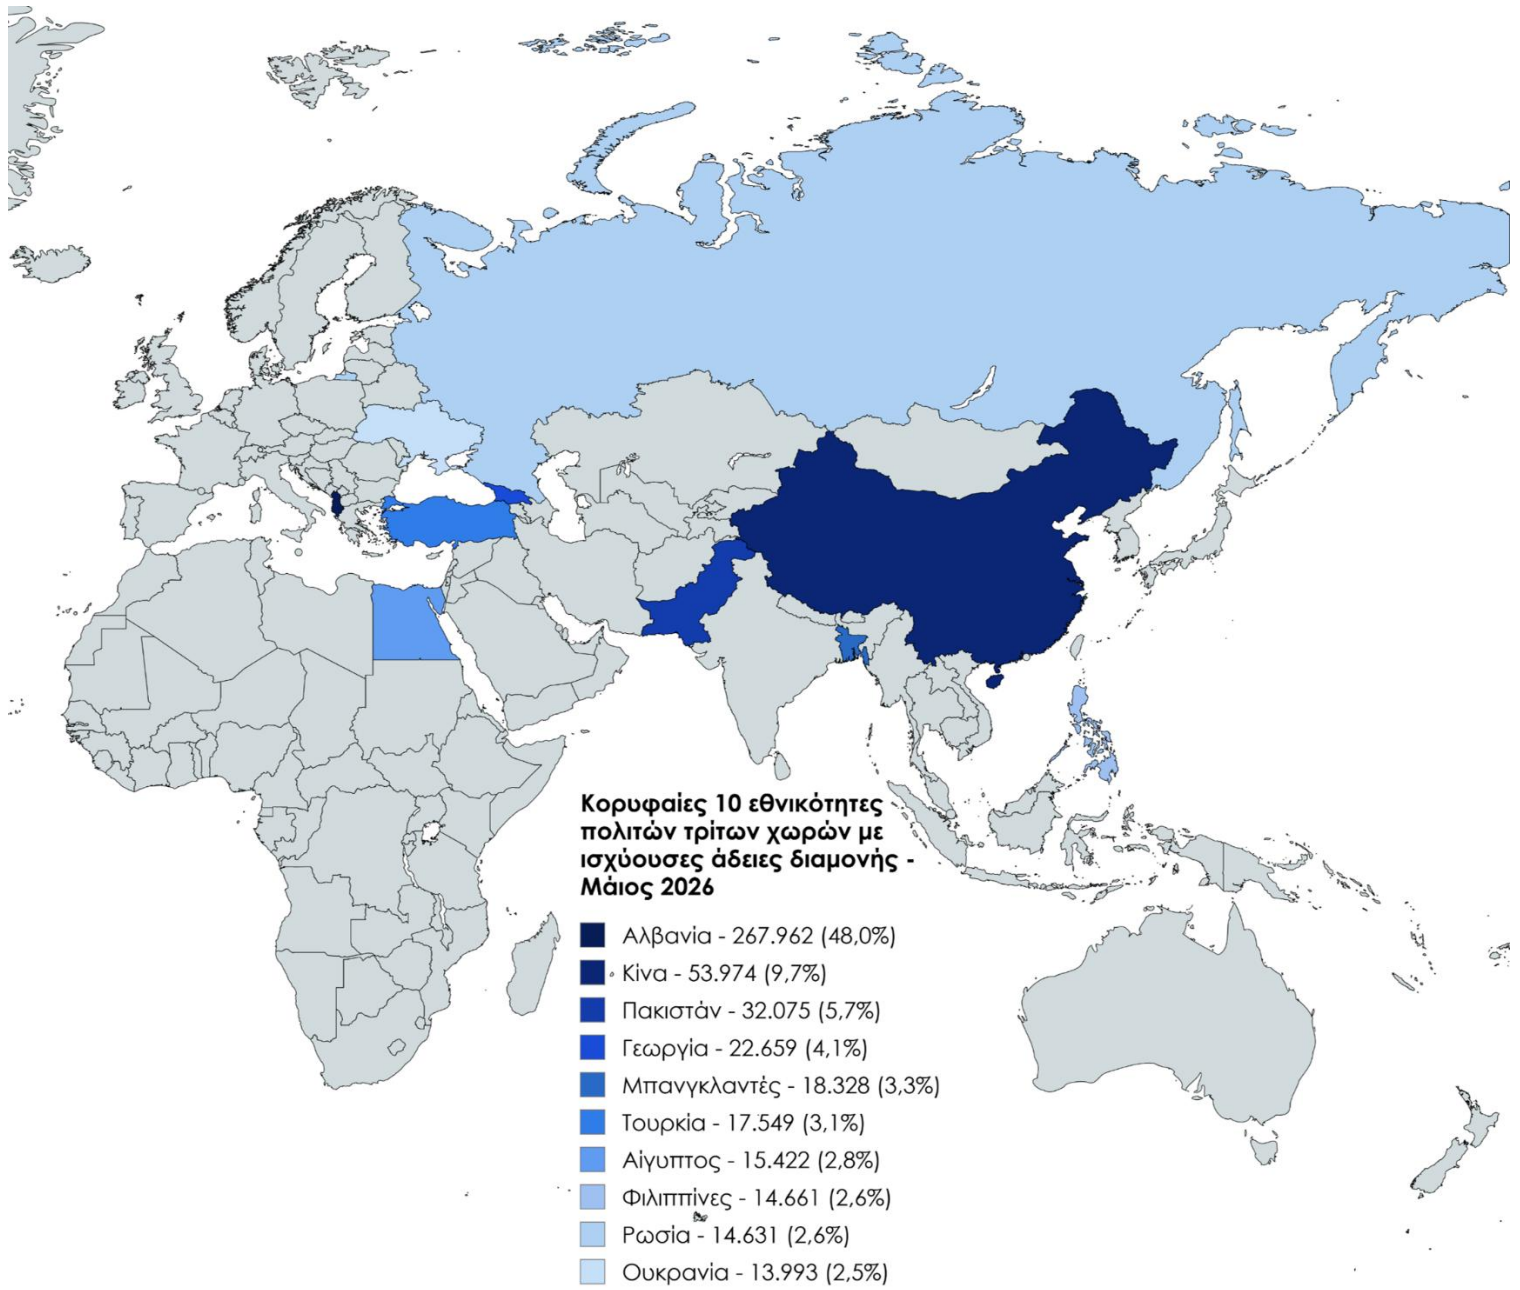 Κορυφαίες 10 εθνικότητες
πολιτών τρίτων χωρών με
ισχύουσες άδειες διαμονής -
Μάιος 2026
Αλβανία - 267.962 (48,0%)
Κίνα - 53.974 (9,7%)
Πακιστάν - 32.075 (5,7%)
Γεωργία - 22.659 (4,1%)
Μπανγκλαντές - 18.328 (3,3%)
Τουρκία - 17.549 (3,1%)
Αίγυπτος - 15.422 (2,8%)
Φιλιππίνες - 14.661 (2,6%)
Ρωσία - 14.631 (2,6%)
Ουκρανία - 13.993 (2,5%)